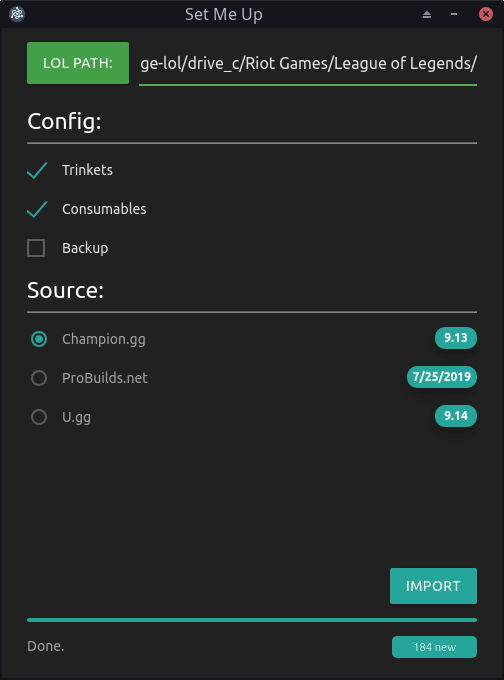 Set Me Up
LOL PATH: ge-lol/drive_c/Riot Games/League of Legends/
Config:
Trinkets
Consumables
Backup
Source:
Champion.gg 9.13
ProBuilds.net 7/25/2019
U.gg 9.14
IMPORT
Done. 184 new